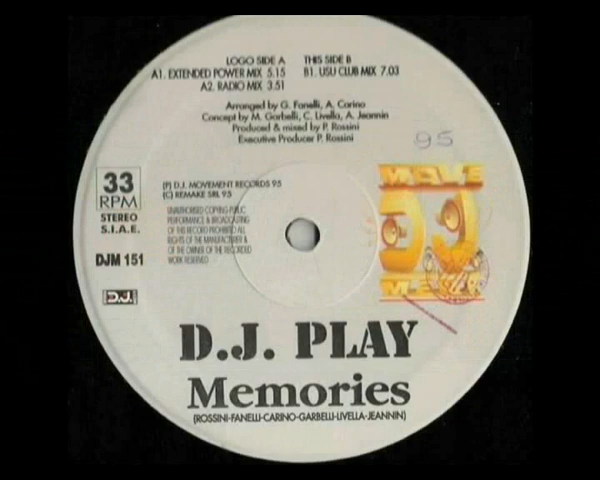 LOGO SIDE A
A1. EXTENDED POWER MIX 5.15
A2. RADIO MIX 3.51
THIS SIDE B
B1. USU CLUB MIX 7.03
Arranged by G. Fanelli, A. Carino
Concept by M. Garbelli, C. Livella, A. Jeannin
Produced & mixed by P. Rossini
Executive Producer P. Rossini
95
33
RPM
STEREO
S.I.A.E.
DJM 151
D.J.
(P) D.J. MOVEMENT RECORDS 95
(C) REMAKE SRL 95
UNAUTHORISED COPYING PUBLIC
PERFORMANCE & BROADCASTING
OF THIS RECORD PROHIBITED ALL
RIGHTS OF THE MANUFACTURER &
OF THE OWNER OF THE RECORDED
WORK RESERVED
DJ
D.J. PLAY
Memories
(ROSSINI-FANELLI-CARINO-GARBELLI-LIVELLA-JEANNIN)